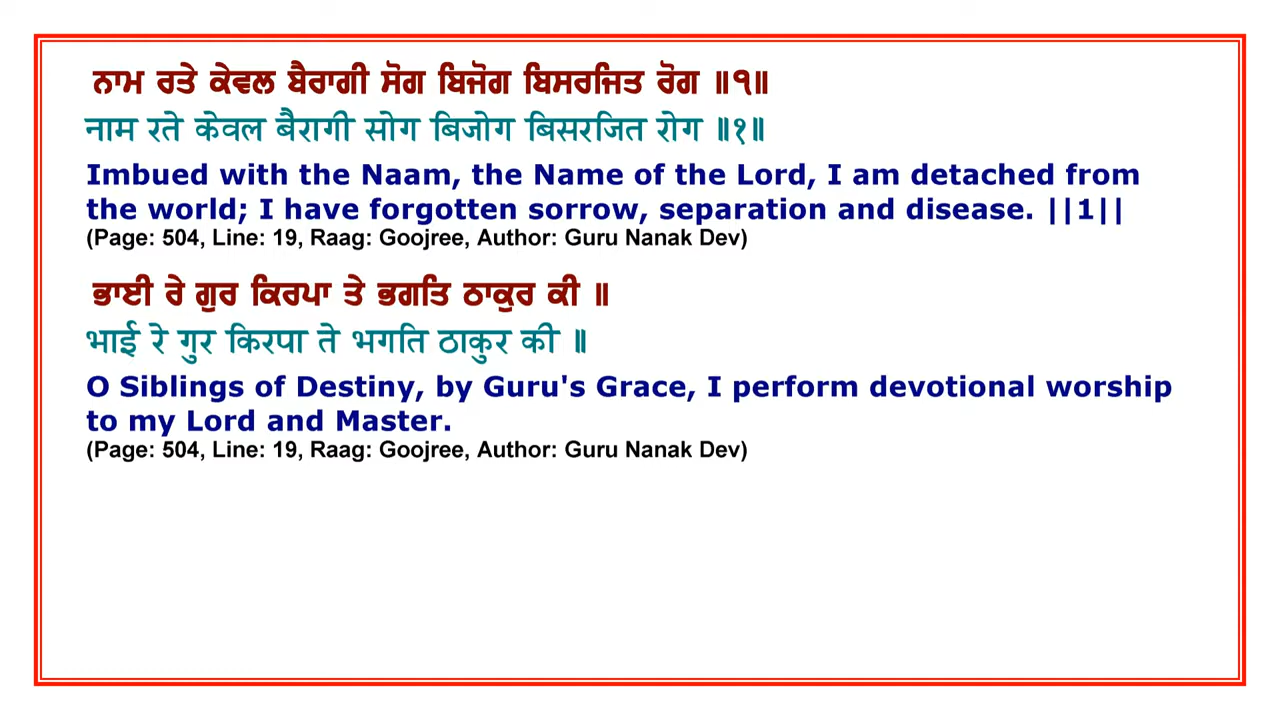 ਨਾਮ ਰਤੇ ਕੇਵਲ ਬੈਰਾਗੀ ਸੋਗ ਬਿਜੋਗ ਬਿਸਰਜਿਤ ਰੋਗ ॥੧॥
नाम रते केवल बैरागी सोग बिजोग बिसरजित रोग ॥१॥
Imbued with the Naam, the Name of the Lord, I am detached from
the world; I have forgotten sorrow, separation and disease. ||1||
(Page: 504, Line: 19, Raag: Goojree, Author: Guru Nanak Dev)
ਭਾਈ ਰੇ ਗੁਰ ਕਿਰਪਾ ਤੇ ਭਗਤਿ ਠਾਕੁਰ ਕੀ ॥
भाई रे गुर किरपा ते भगति ठाकुर की ॥
O Siblings of Destiny, by Guru's Grace, I perform devotional worship
to my Lord and Master.
(Page: 504, Line: 19, Raag: Goojree, Author: Guru Nanak Dev)